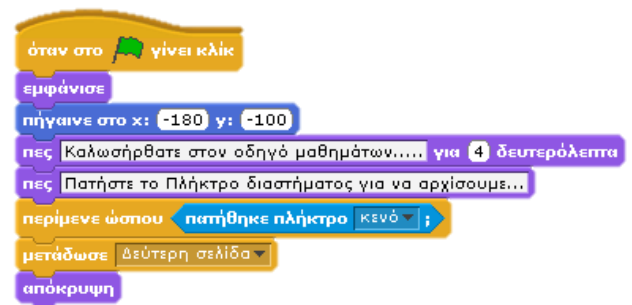 όταν στο γίνει κλικ
εμφάνισε
πήγαινε στο x: -180 y: -100
πες Καλωσήρθατε στον οδηγό μαθημάτων..... για 4 δευτερόλεπτα
πες Πατήστε το Πλήκτρο διαστήματος για να αρχίσουμε...
περίμενε ώσπου πατήθηκε πλήκτρο κενό ;
μετάδωσε Δεύτερη σελίδα
απόκρυψη